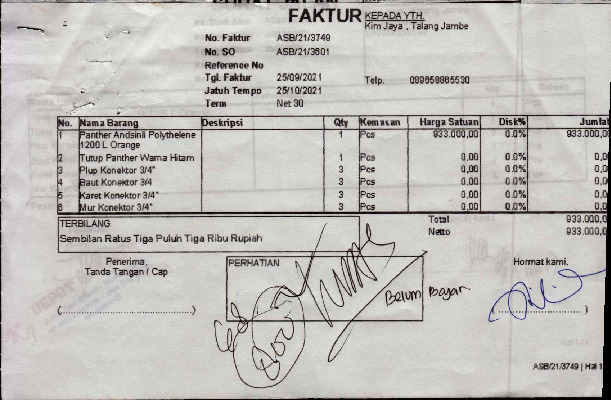 FAKTUR
KEPADA YTH.
Kim Jaya , Talang Jambe
No. Faktur ASB/21/3749
No. SO ASB/21/3601
Reference No
Tgl. Faktur 25/09/2021
Jatuh Tempo 25/10/2021
Term Net 30
Telp.
No. Nama Barang Deskripsi Qty Kemasan Harga Satuan Disk% Jumlah
1 Panther Andsinil Polythelene 1 Pcs 933.000,00 0.0% 933.000,0
1200 L Orange
2 Tutup Panther Warna Hitam 1 Pcs 0,00 0.0% 0,00
3 Plup Konektor 3/4" 3 Pcs 0,00 0.0% 0,00
4 Baut Konektor 3/4 3 Pcs 0,00 0.0% 0,00
5 Karet Konektor 3/4" 3 Pcs 0,00 0.0% 0,00
6 Mur Konektor 3/4" 3 Pcs 0,00 0.0% 0,00
Total 933.000,0
Netto 933.000,0
TERBILANG
Sembilan Ratus Tiga Puluh Tiga Ribu Rupiah
Penerima,
Tanda Tangan / Cap
PERHATIAN
Hormat kami,
Belum Bayar
(........................................)
(........................................)
ASB/21/3749 | Hal 1